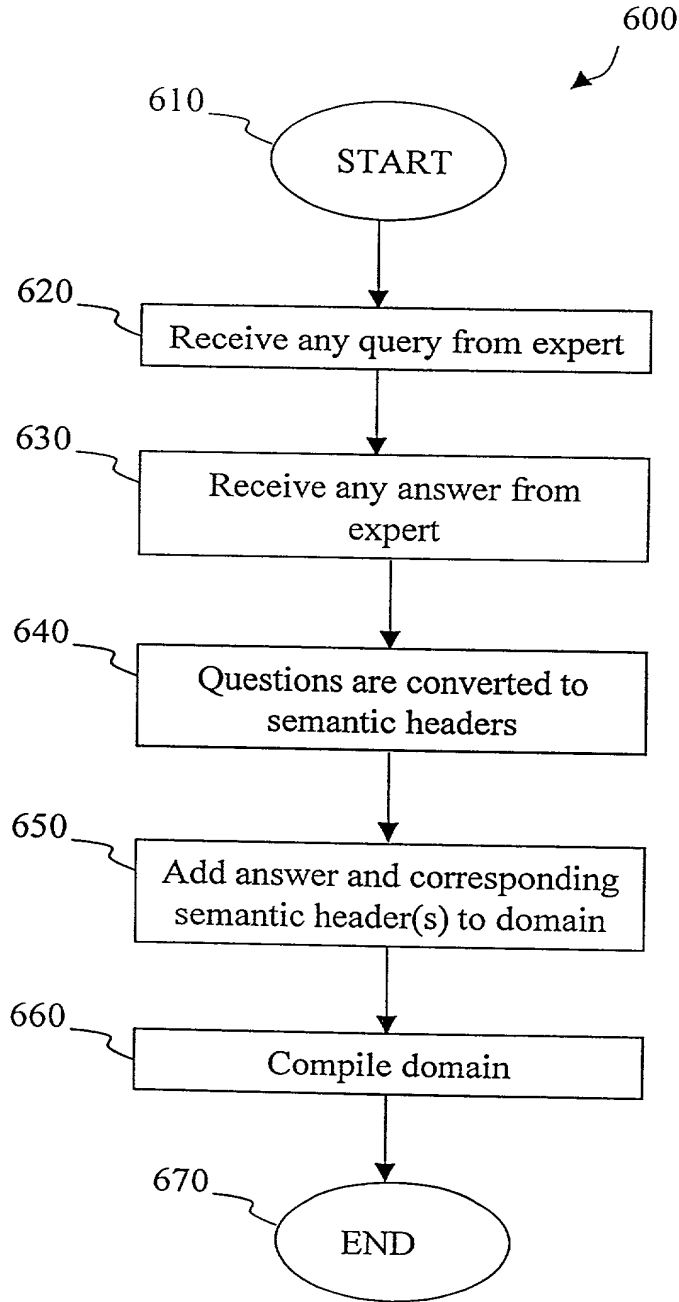 600
610
START
620
Receive any query from expert
630
Receive any answer from
expert
640
Questions are converted to
semantic headers
650
Add answer and corresponding
semantic header(s) to domain
660
Compile domain
670
END